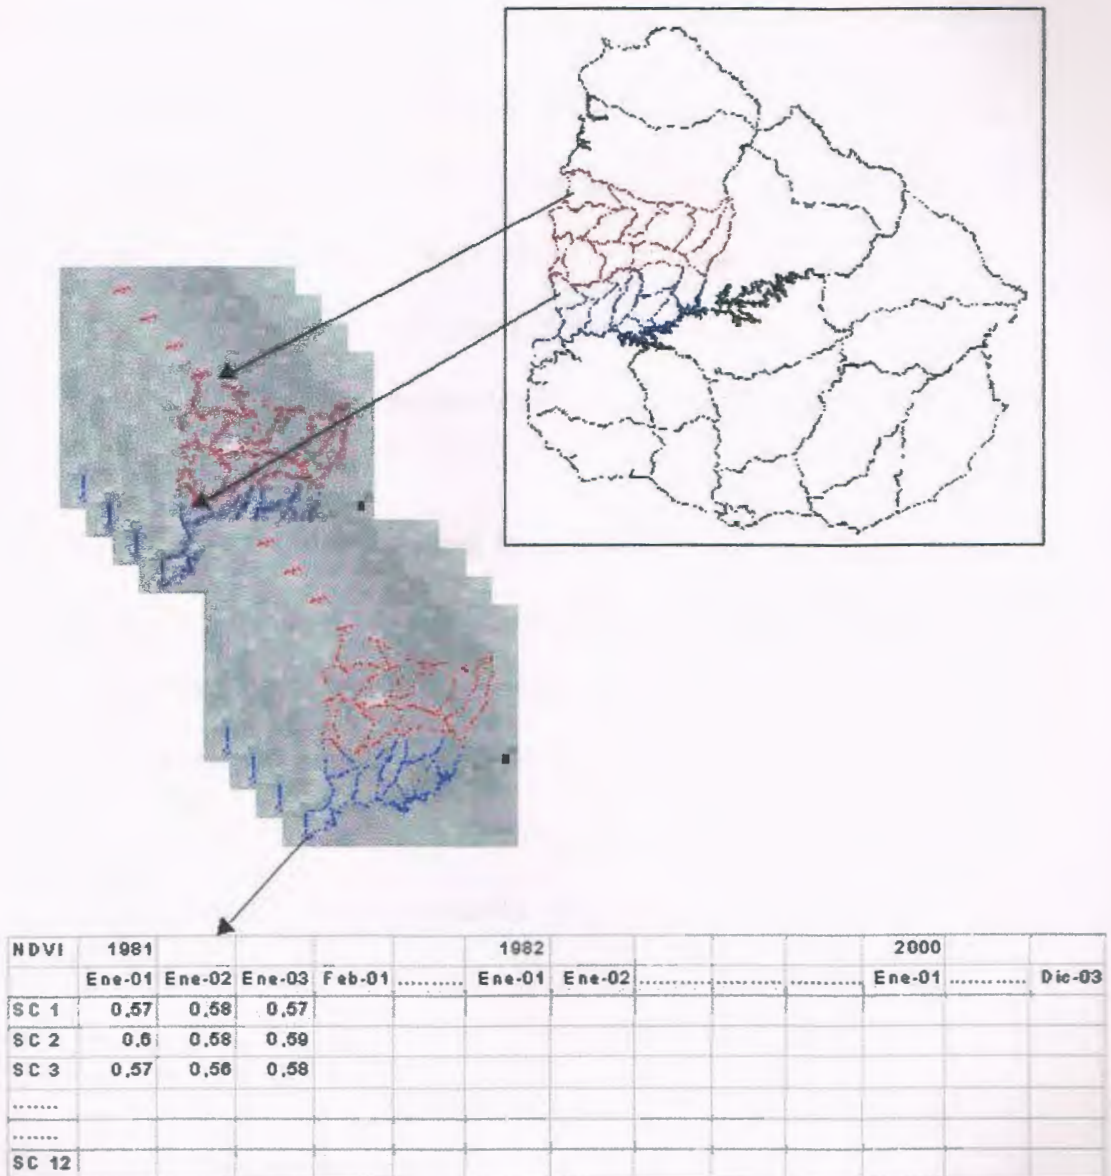 NDVI 1981 1982 2000
Ene-01 Ene-02 Ene-03 Feb-01 ......... Ene-01 Ene-02 ......... ......... ......... Ene-01 ......... Dic-03
SC 1 0,57 0,58 0,57
SC 2 0,6 0,58 0,59
SC 3 0,57 0,56 0,58
.......
.......
SC 12